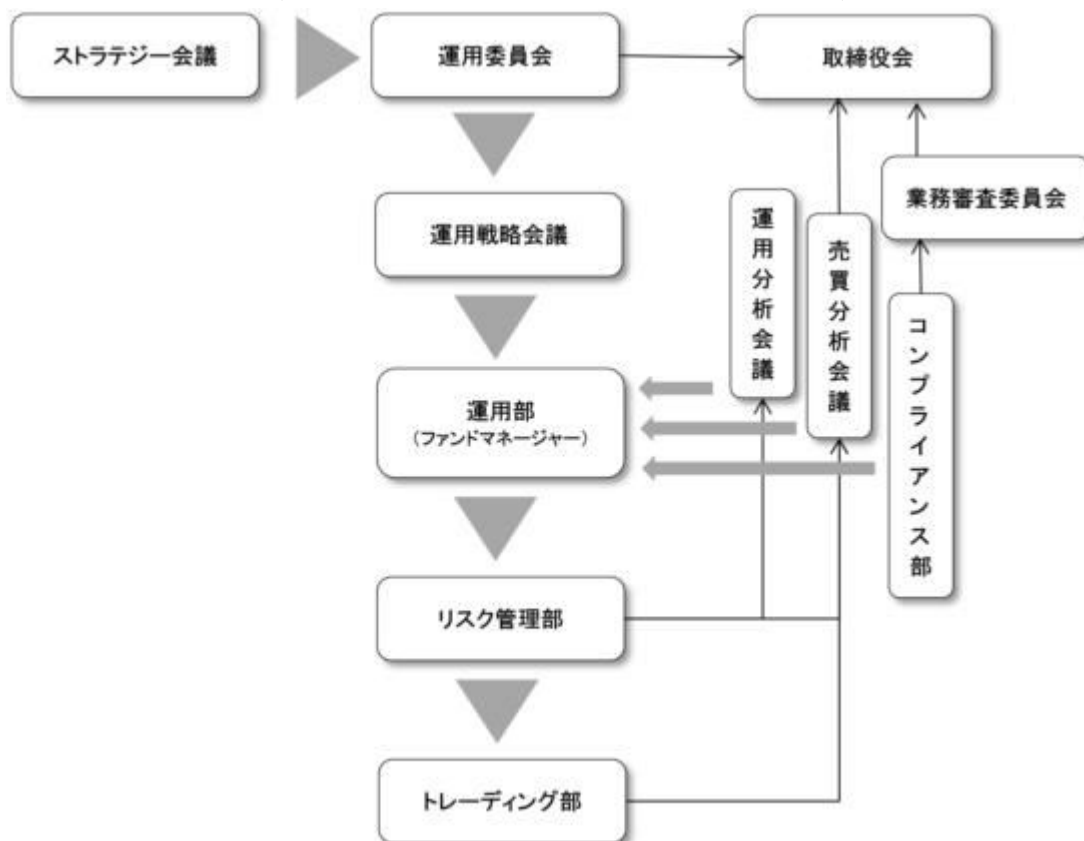 ストラテジー会議
運用委員会
取締役会
業務審査委員会
運用戦略会議
運用分析会議
売買分析会議
コンプライアンス部
運用部
(ファンドマネージャー)
リスク管理部
トレーディング部